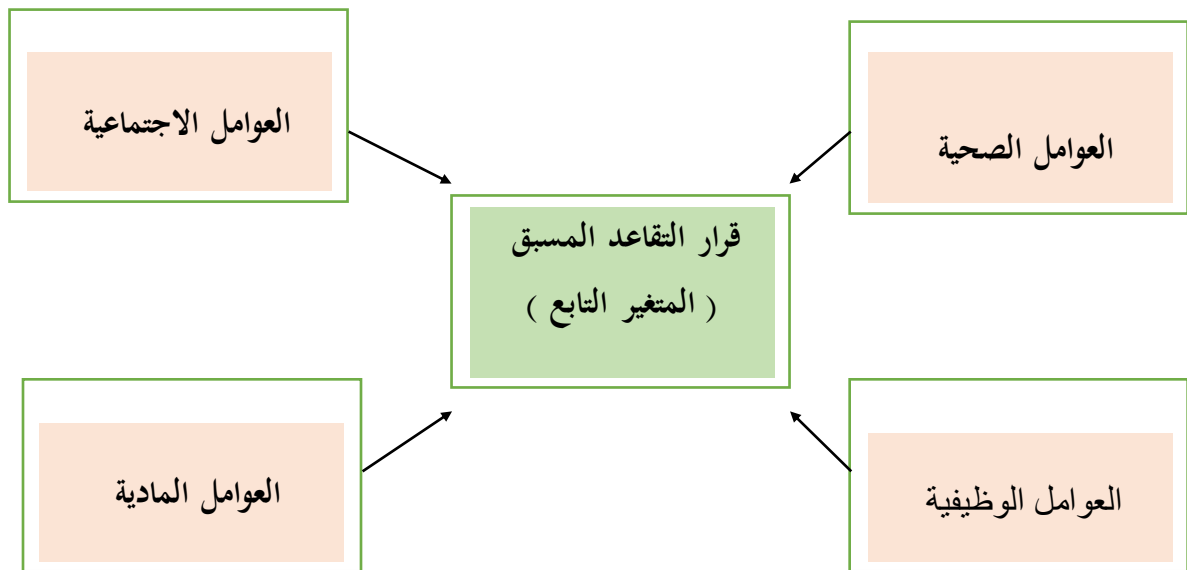 العوامل الصحية
العوامل الاجتماعية
قرار التقاعد المسبق
( المتغير التابع )
العوامل الوظيفية
العوامل المادية